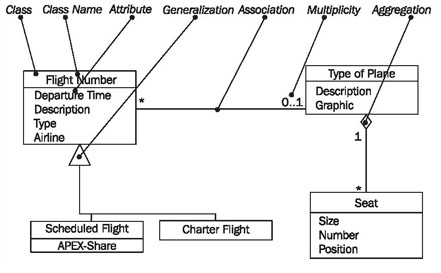 Class Class Name Attribute Generalization Association Multiplicity Aggregation
Flight Number
Departure Time
Description
Type
Airline
Type of Plane
Description
Graphic
* 0..1
1
*
Scheduled Flight
APEX-Share
Charter Flight
Seat
Size
Number
Position